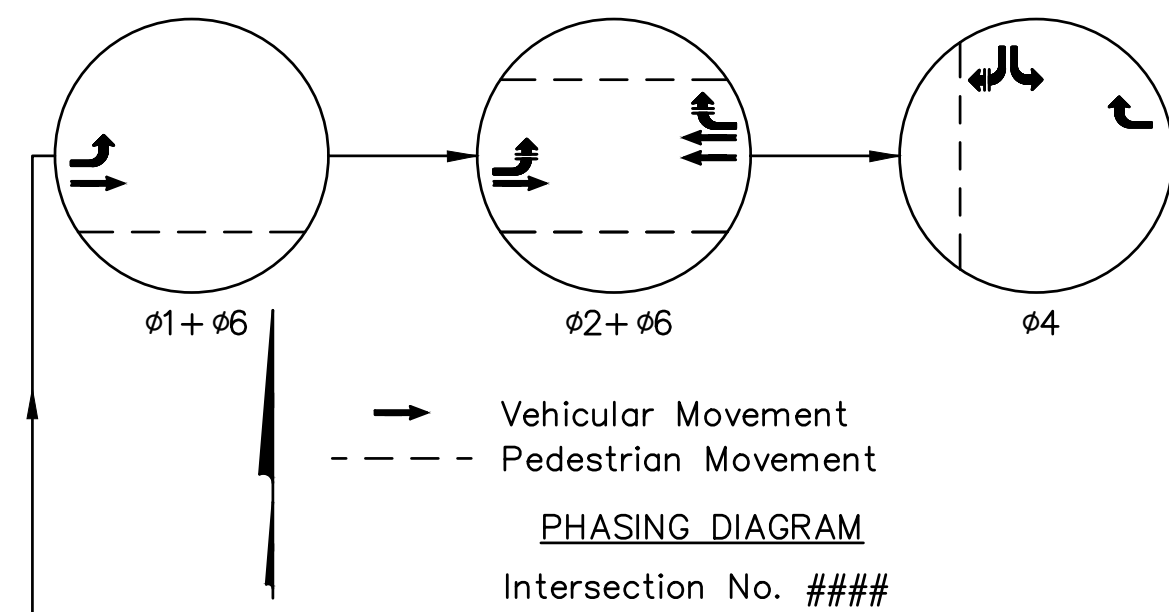 φ1+ φ6
φ2+ φ6
φ4
Vehicular Movement
Pedestrian Movement
PHASING DIAGRAM
Intersection No. ####